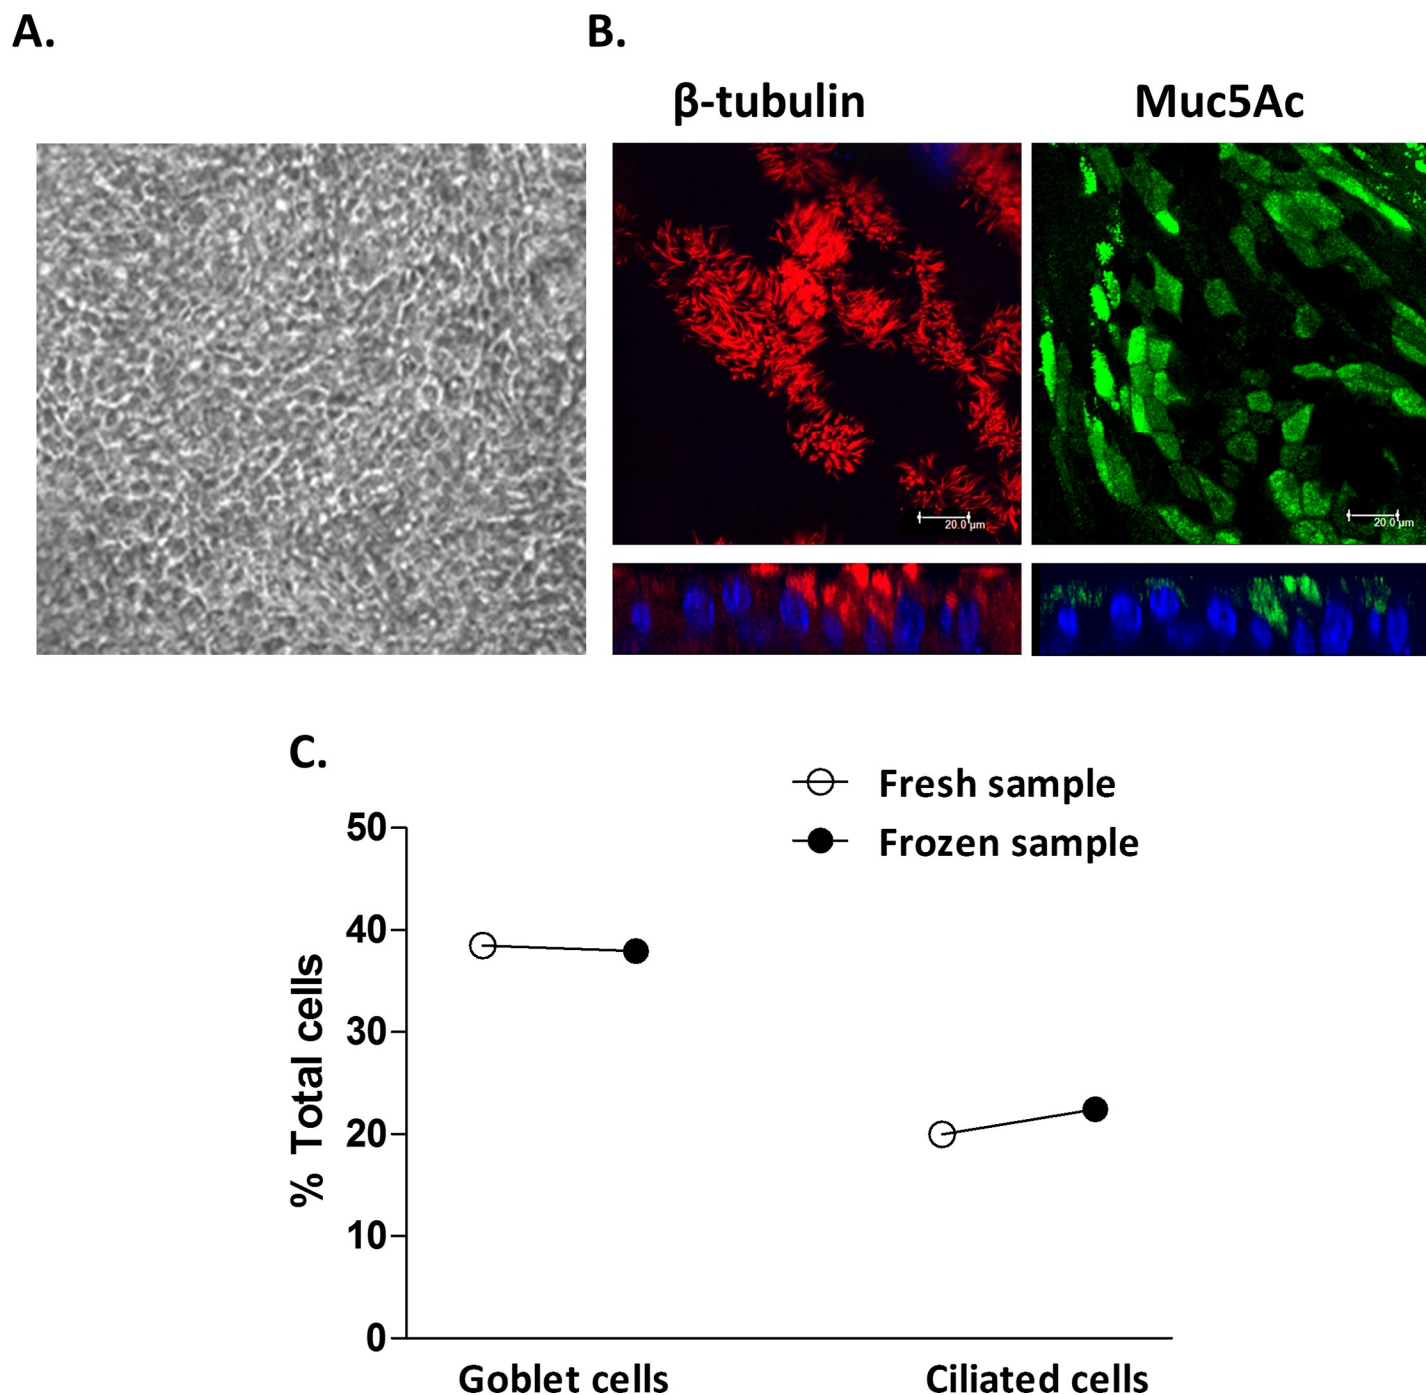 A.
B.
β-tubulin
Muc5Ac
20.0 µm
20.0 µm
C.
Fresh sample
Frozen sample
% Total cells
50
40
30
20
10
0
Goblet cells
Ciliated cells